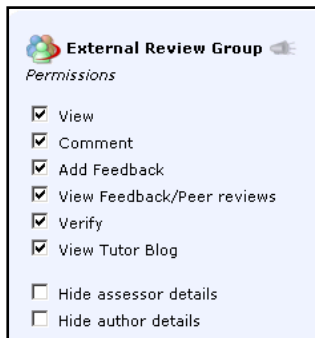 External Review Group
Permissions
View
Comment
Add Feedback
View Feedback/Peer reviews
Verify
View Tutor Blog
Hide assessor details
Hide author details